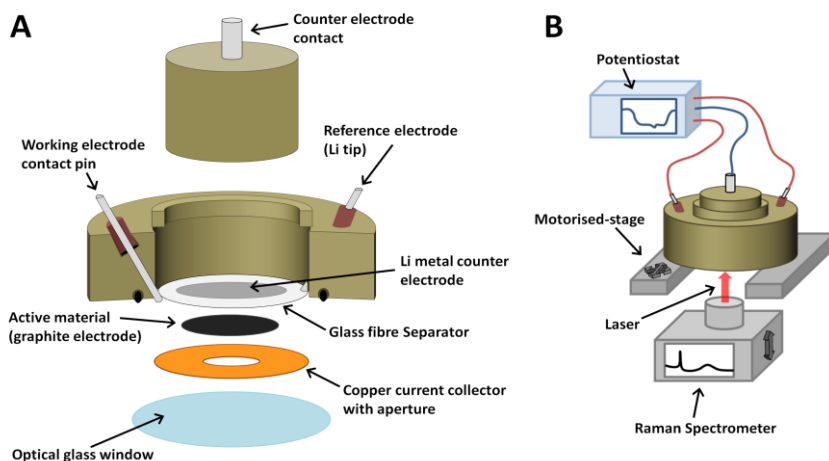 A
Counter electrode
contact
Working electrode
contact pin
Reference electrode
(Li tip)
Li metal counter
electrode
Active material
(graphite electrode)
Glass fibre Separator
Copper current collector
with aperture
Optical glass window
B
Potentiostat
Motorised-stage
Laser
Raman Spectrometer